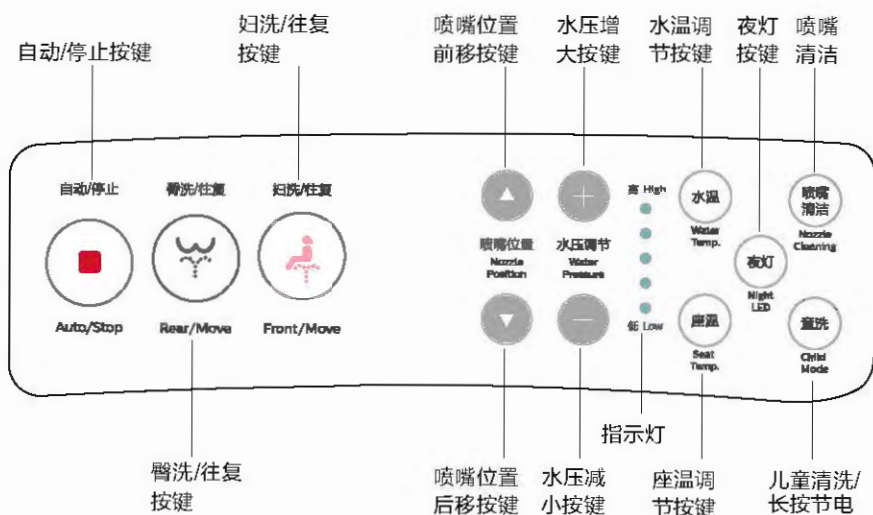 自动/停止按键
妇洗/往复
按键
喷嘴位置
前移按键
水压增
大按键
水温调
节按键
夜灯
按键
喷嘴
清洁
自动/停止
臀洗/往复
妇洗/往复
Auto/Stop
Rear/Move
Front/Move
喷嘴位置
Nozzle
Position
水压调节
Water
Pressure
高 High
低 Low
水温
Water
Temp.
座温
Seat
Temp.
夜灯
Night
LED
喷嘴
清洁
Nozzle
Cleaning
童洗
Child
Mode
臀洗/往复
按键
喷嘴位置
后移按键
水压减
小按键
指示灯
座温调
节按键
儿童清洗/
长按节电